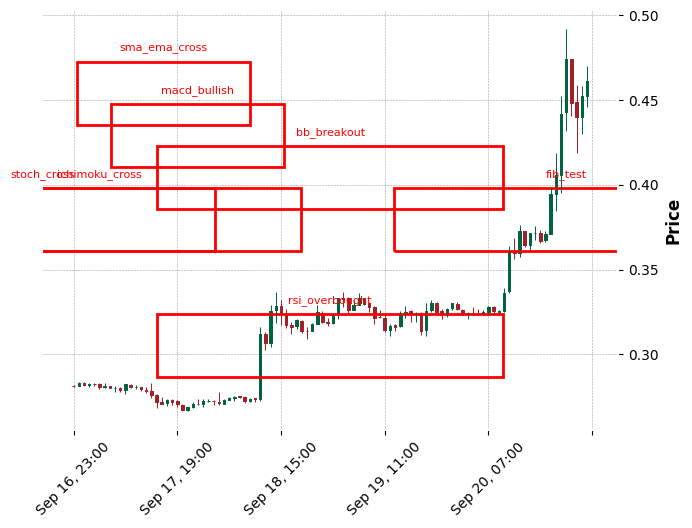 0.50
sma_ema_cross
0.45
macd_bullish
bb_breakout
stoch_cross
ichimoku_cross
fib_test
0.40
Price
0.35
rsi_overbought
0.30
Sep 16, 23:00
Sep 17, 19:00
Sep 18, 15:00
Sep 19, 11:00
Sep 20, 07:00